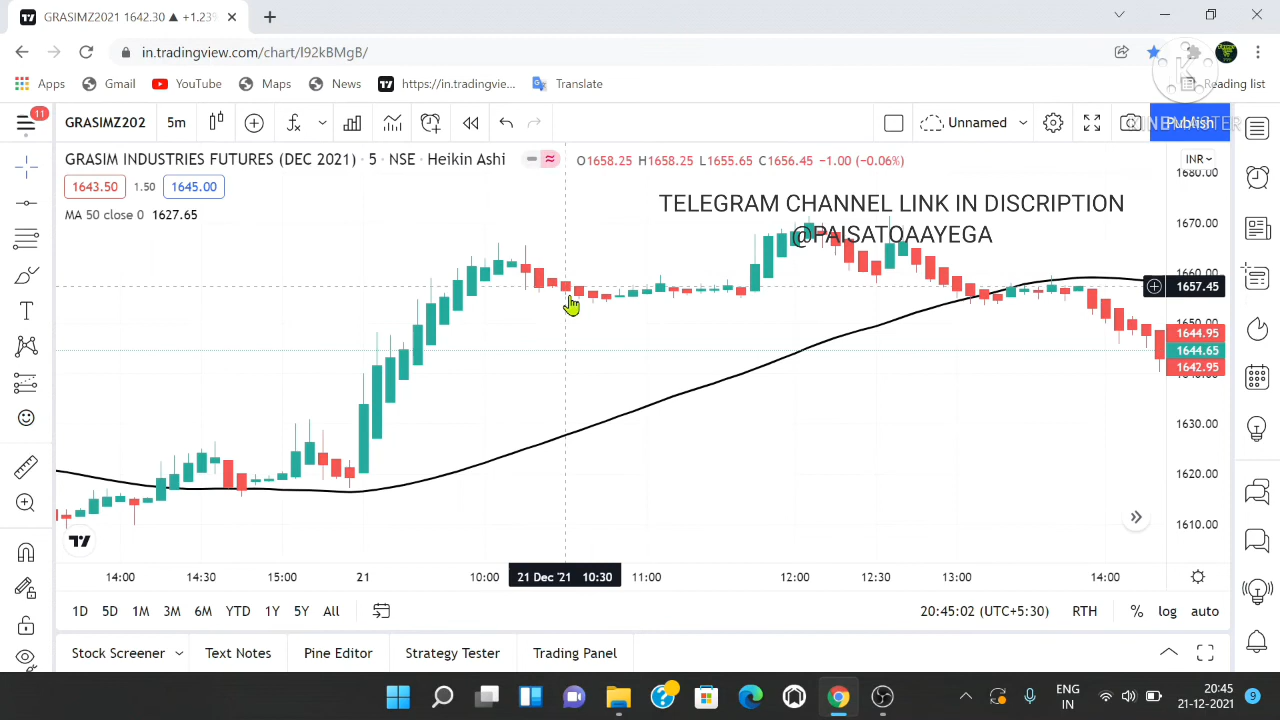 GRASIMZ2021 1642.30 ▲ +1.23%
in.tradingview.com/chart/l92kBMgB/
Apps Gmail YouTube Maps News https://in.tradingvie... Translate Reading list
11
GRASIMZ202 5m Unnamed Publish
GRASIM INDUSTRIES FUTURES (DEC 2021) · 5 · NSE · Heikin Ashi O1658.25 H1658.25 L1655.65 C1656.45 −1.00 (−0.06%) INR
1643.50 1.50 1645.00
MA 50 close 0 1627.65
TELEGRAM CHANNEL LINK IN DISCRIPTION
@PAISATOAAYEGA
1680.00
1670.00
1660.00
1657.45
1650.00
1644.95
1644.65
1642.95
1630.00
1620.00
1610.00
14:00 14:30 15:00 21 10:00 21 Dec '21 10:30 11:00 12:00 12:30 13:00 14:00
1D 5D 1M 3M 6M YTD 1Y 5Y All 20:45:02 (UTC+5:30) RTH % log auto
Stock Screener Text Notes Pine Editor Strategy Tester Trading Panel
ENG 20:45
IN 21-12-2021 9